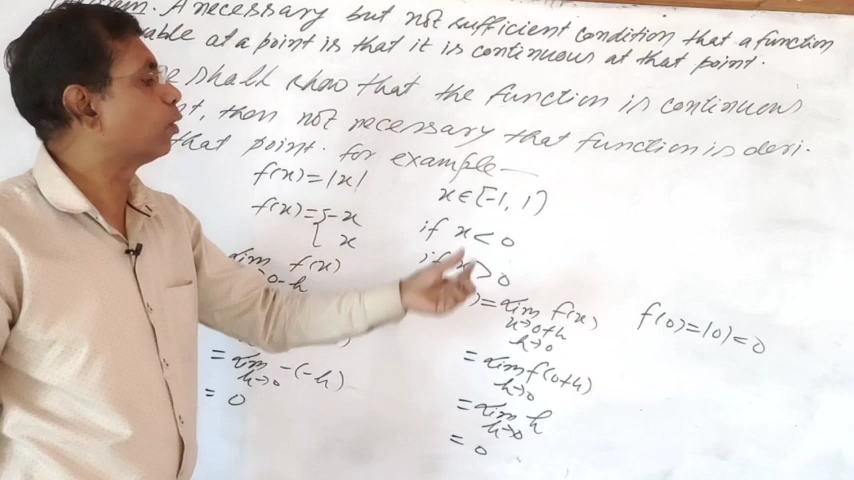 A necessary but not sufficient condition that a function
able at a point is that it is continuous at that point.
e shall show that the function is continuous
nt, then not necessary that function is deri.
that point. for example—
f(x)=|x| x∈[-1, 1)
f(x)={-x if x<0
{ x if x>0
lim f(x)
→0-h
)=lim f(x) f(0)=|0|=0
x→0+h
h→0
=lim -(-h)
h→0
=lim f(0+h)
h→0
= 0
=lim h
h→0
= 0